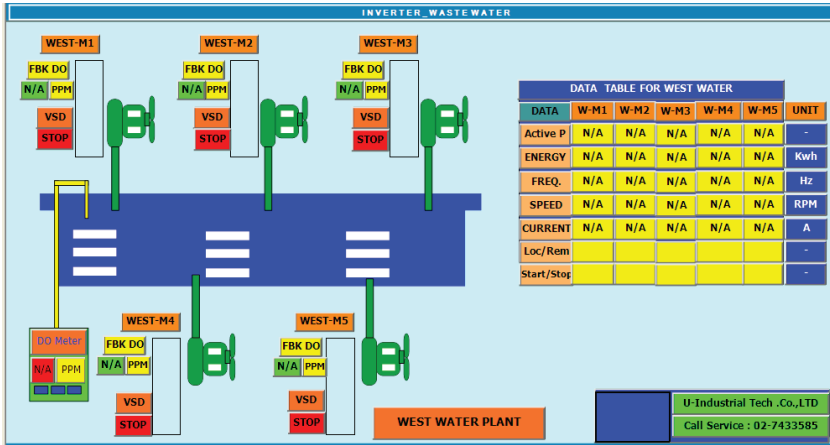 INVERTER_WASTE WATER
WEST-M1
FBK DO
N/A PPM
VSD
STOP
WEST-M2
FBK DO
N/A PPM
VSD
STOP
WEST-M3
FBK DO
N/A PPM
VSD
STOP
DATA TABLE FOR WEST WATER
DATA W-M1 W-M2 W-M3 W-M4 W-M5 UNIT
Active P N/A N/A N/A N/A N/A -
ENERGY N/A N/A N/A N/A N/A Kwh
FREQ. N/A N/A N/A N/A N/A Hz
SPEED N/A N/A N/A N/A N/A RPM
CURRENT N/A N/A N/A N/A N/A A
Loc/Rem -
Start/Stop -
WEST-M4
FBK DO
N/A PPM
VSD
STOP
WEST-M5
FBK DO
N/A PPM
VSD
STOP
DO Meter
N/A PPM
WEST WATER PLANT
U-Industrial Tech .Co.,LTD
Call Service : 02-7433585